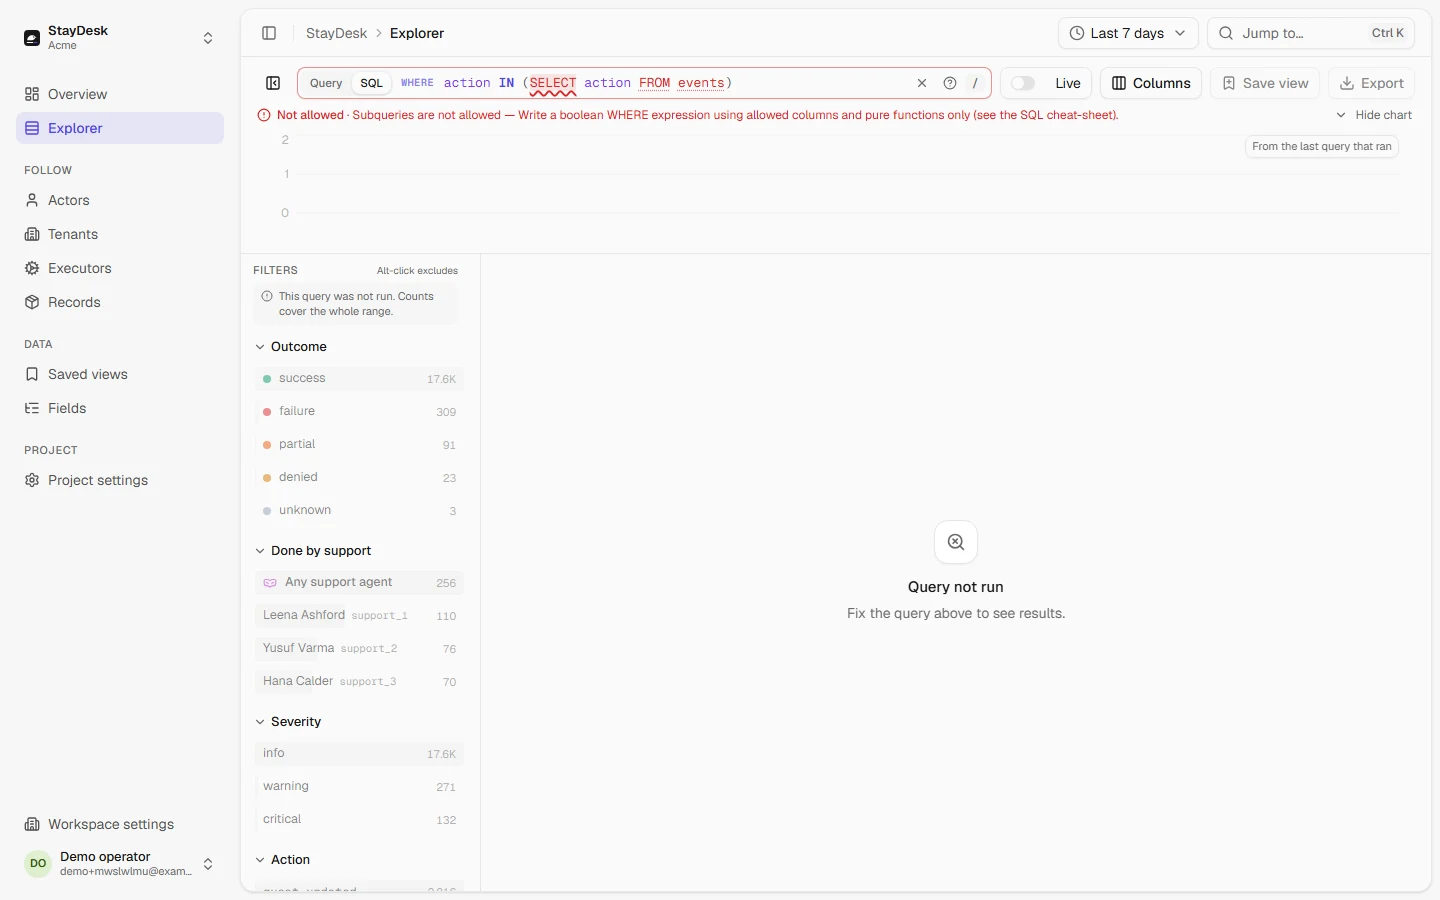 StayDesk
Acme
Overview
Explorer
FOLLOW
Actors
Tenants
Executors
Records
DATA
Saved views
Fields
PROJECT
Project settings
Workspace settings
DO
Demo operator
demo+mwslwlmu@exam...
StayDesk > Explorer
Last 7 days
Jump to... Ctrl K
Query SQL WHERE action IN (SELECT action FROM events) /
Live
Columns
Save view
Export
Not allowed · Subqueries are not allowed — Write a boolean WHERE expression using allowed columns and pure functions only (see the SQL cheat-sheet).
Hide chart
2
1
0
From the last query that ran
FILTERS Alt-click excludes
This query was not run. Counts
cover the whole range.
Outcome
success 17.6K
failure 309
partial 91
denied 23
unknown 3
Done by support
Any support agent 256
Leena Ashford support_1 110
Yusuf Varma support_2 76
Hana Calder support_3 70
Severity
info 17.6K
warning 271
critical 132
Action
Query not run
Fix the query above to see results.